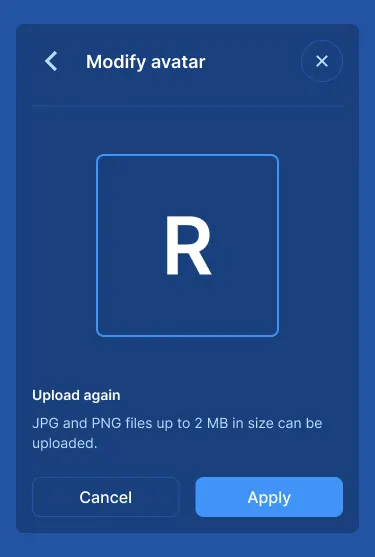 Modify avatar
R
Upload again
JPG and PNG files up to 2 MB in size can be
uploaded.
Cancel
Apply